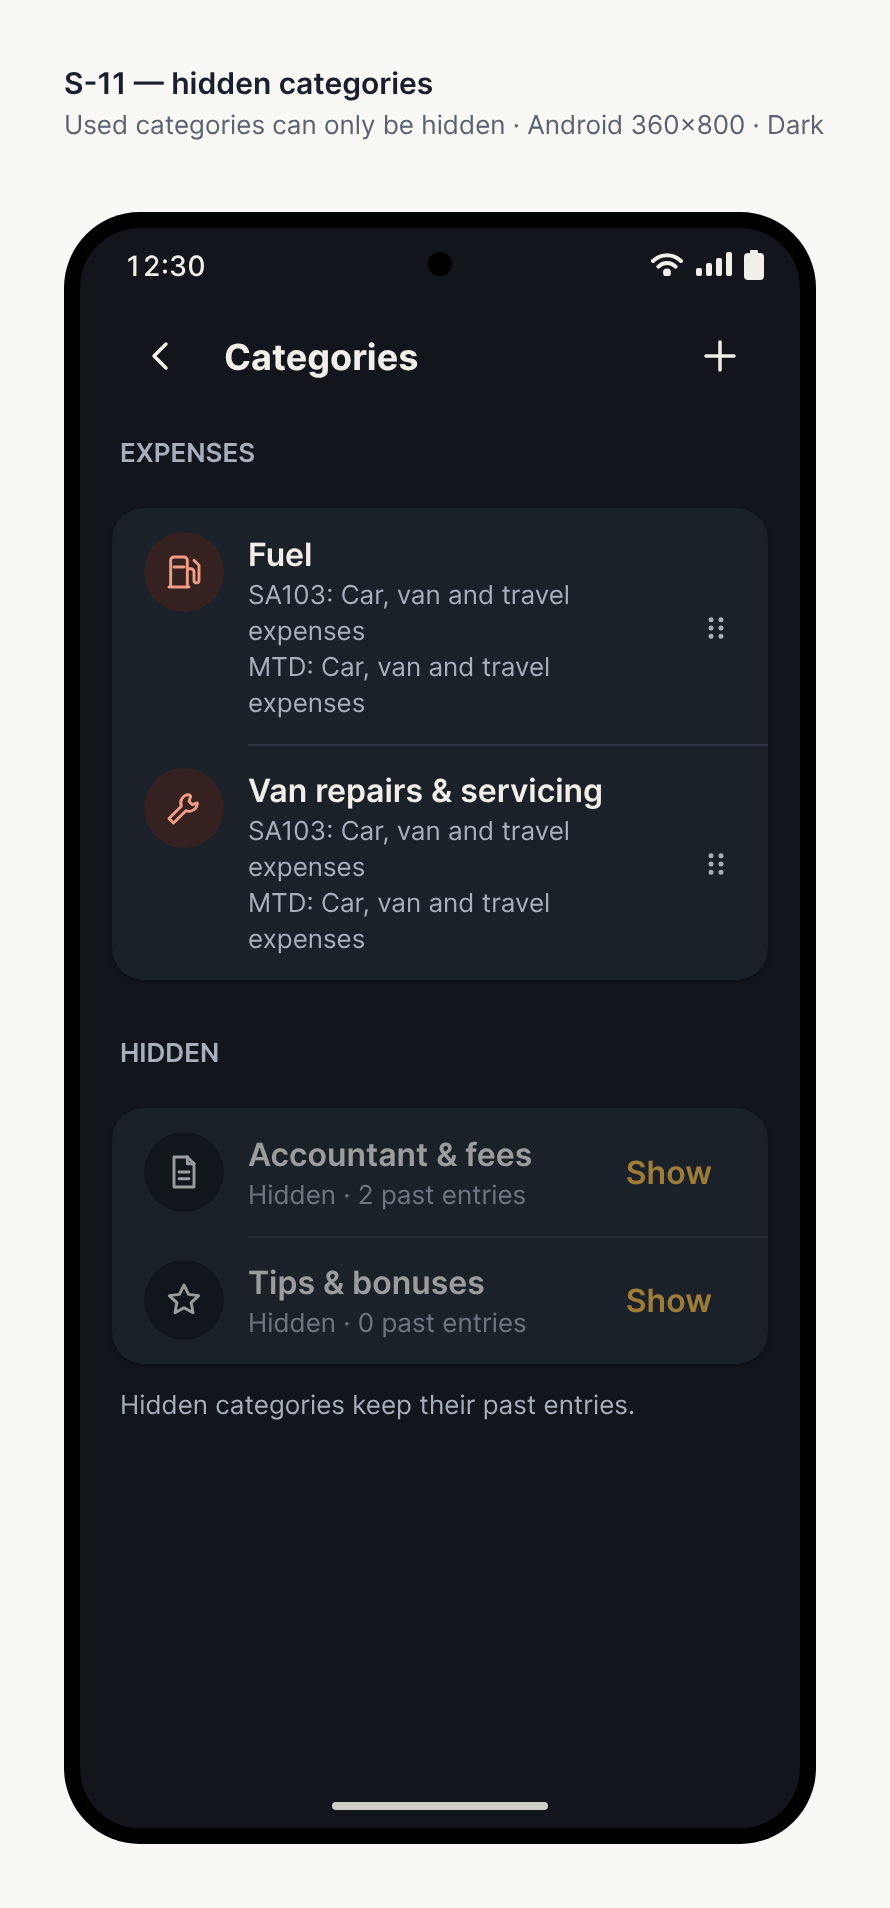 S-11 — hidden categories
Used categories can only be hidden · Android 360×800 · Dark
12:30
Categories
EXPENSES
Fuel
SA103: Car, van and travel
expenses
MTD: Car, van and travel
expenses
Van repairs & servicing
SA103: Car, van and travel
expenses
MTD: Car, van and travel
expenses
HIDDEN
Accountant & fees
Hidden · 2 past entries
Show
Tips & bonuses
Hidden · 0 past entries
Show
Hidden categories keep their past entries.